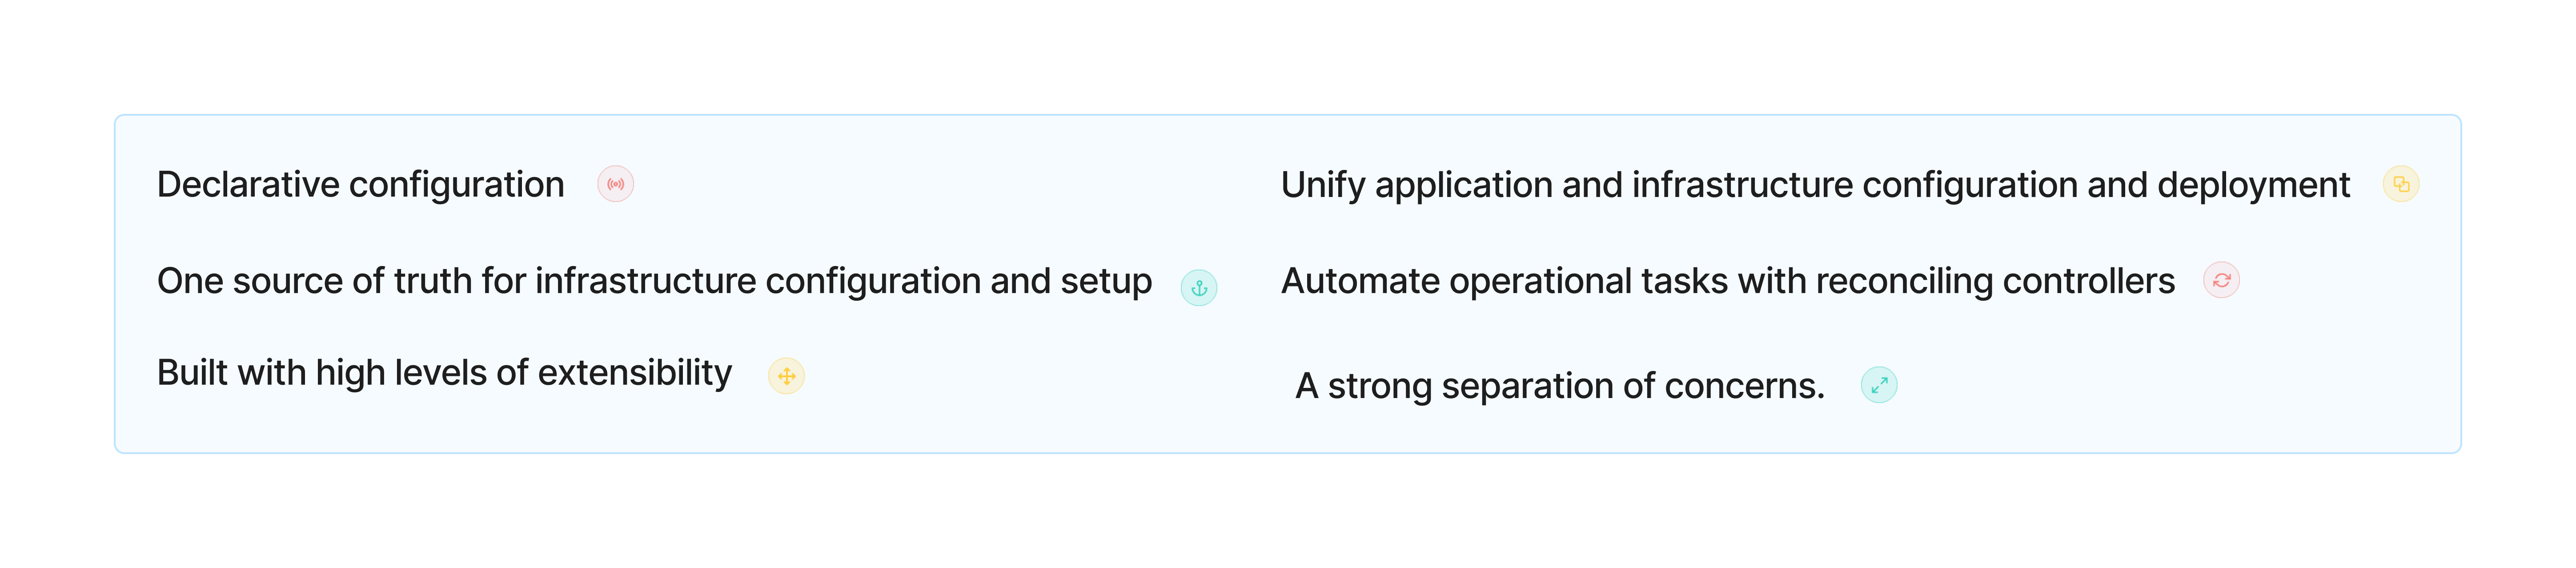 Declarative configuration
Unify application and infrastructure configuration and deployment
One source of truth for infrastructure configuration and setup
Automate operational tasks with reconciling controllers
Built with high levels of extensibility
A strong separation of concerns.